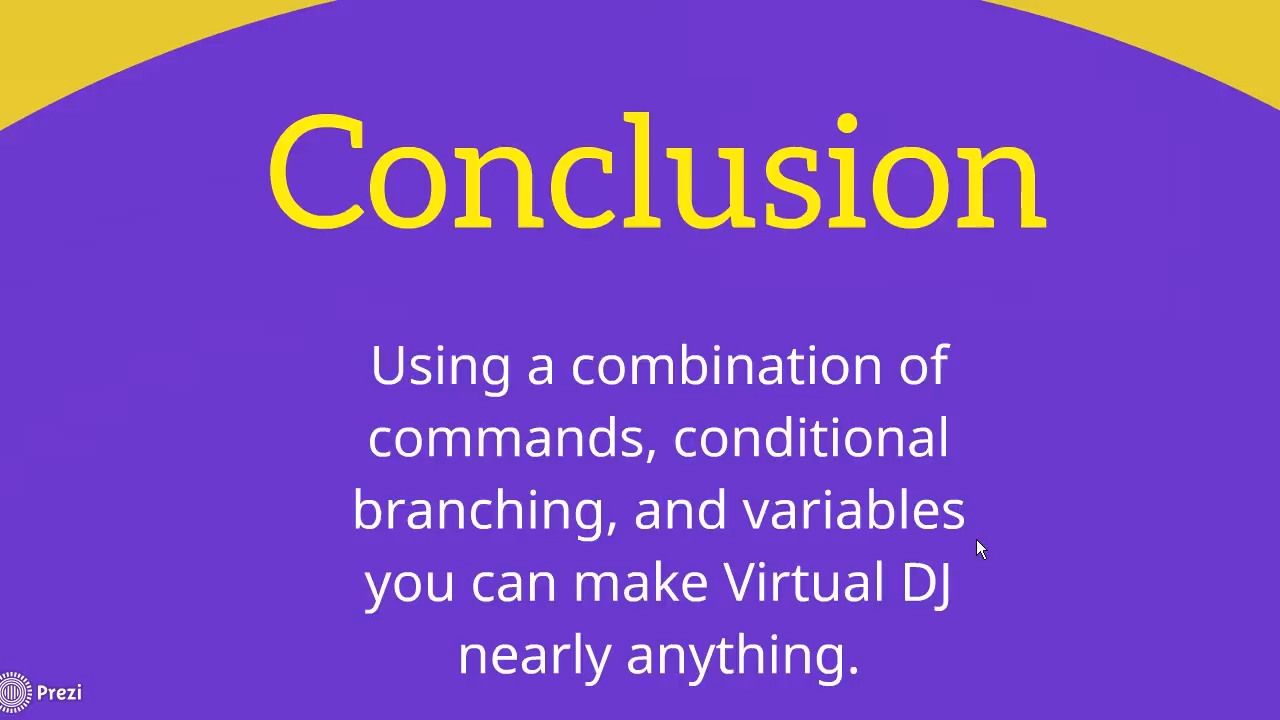 Conclusion
Using a combination of
commands, conditional
branching, and variables
you can make Virtual DJ
nearly anything.
Prezi